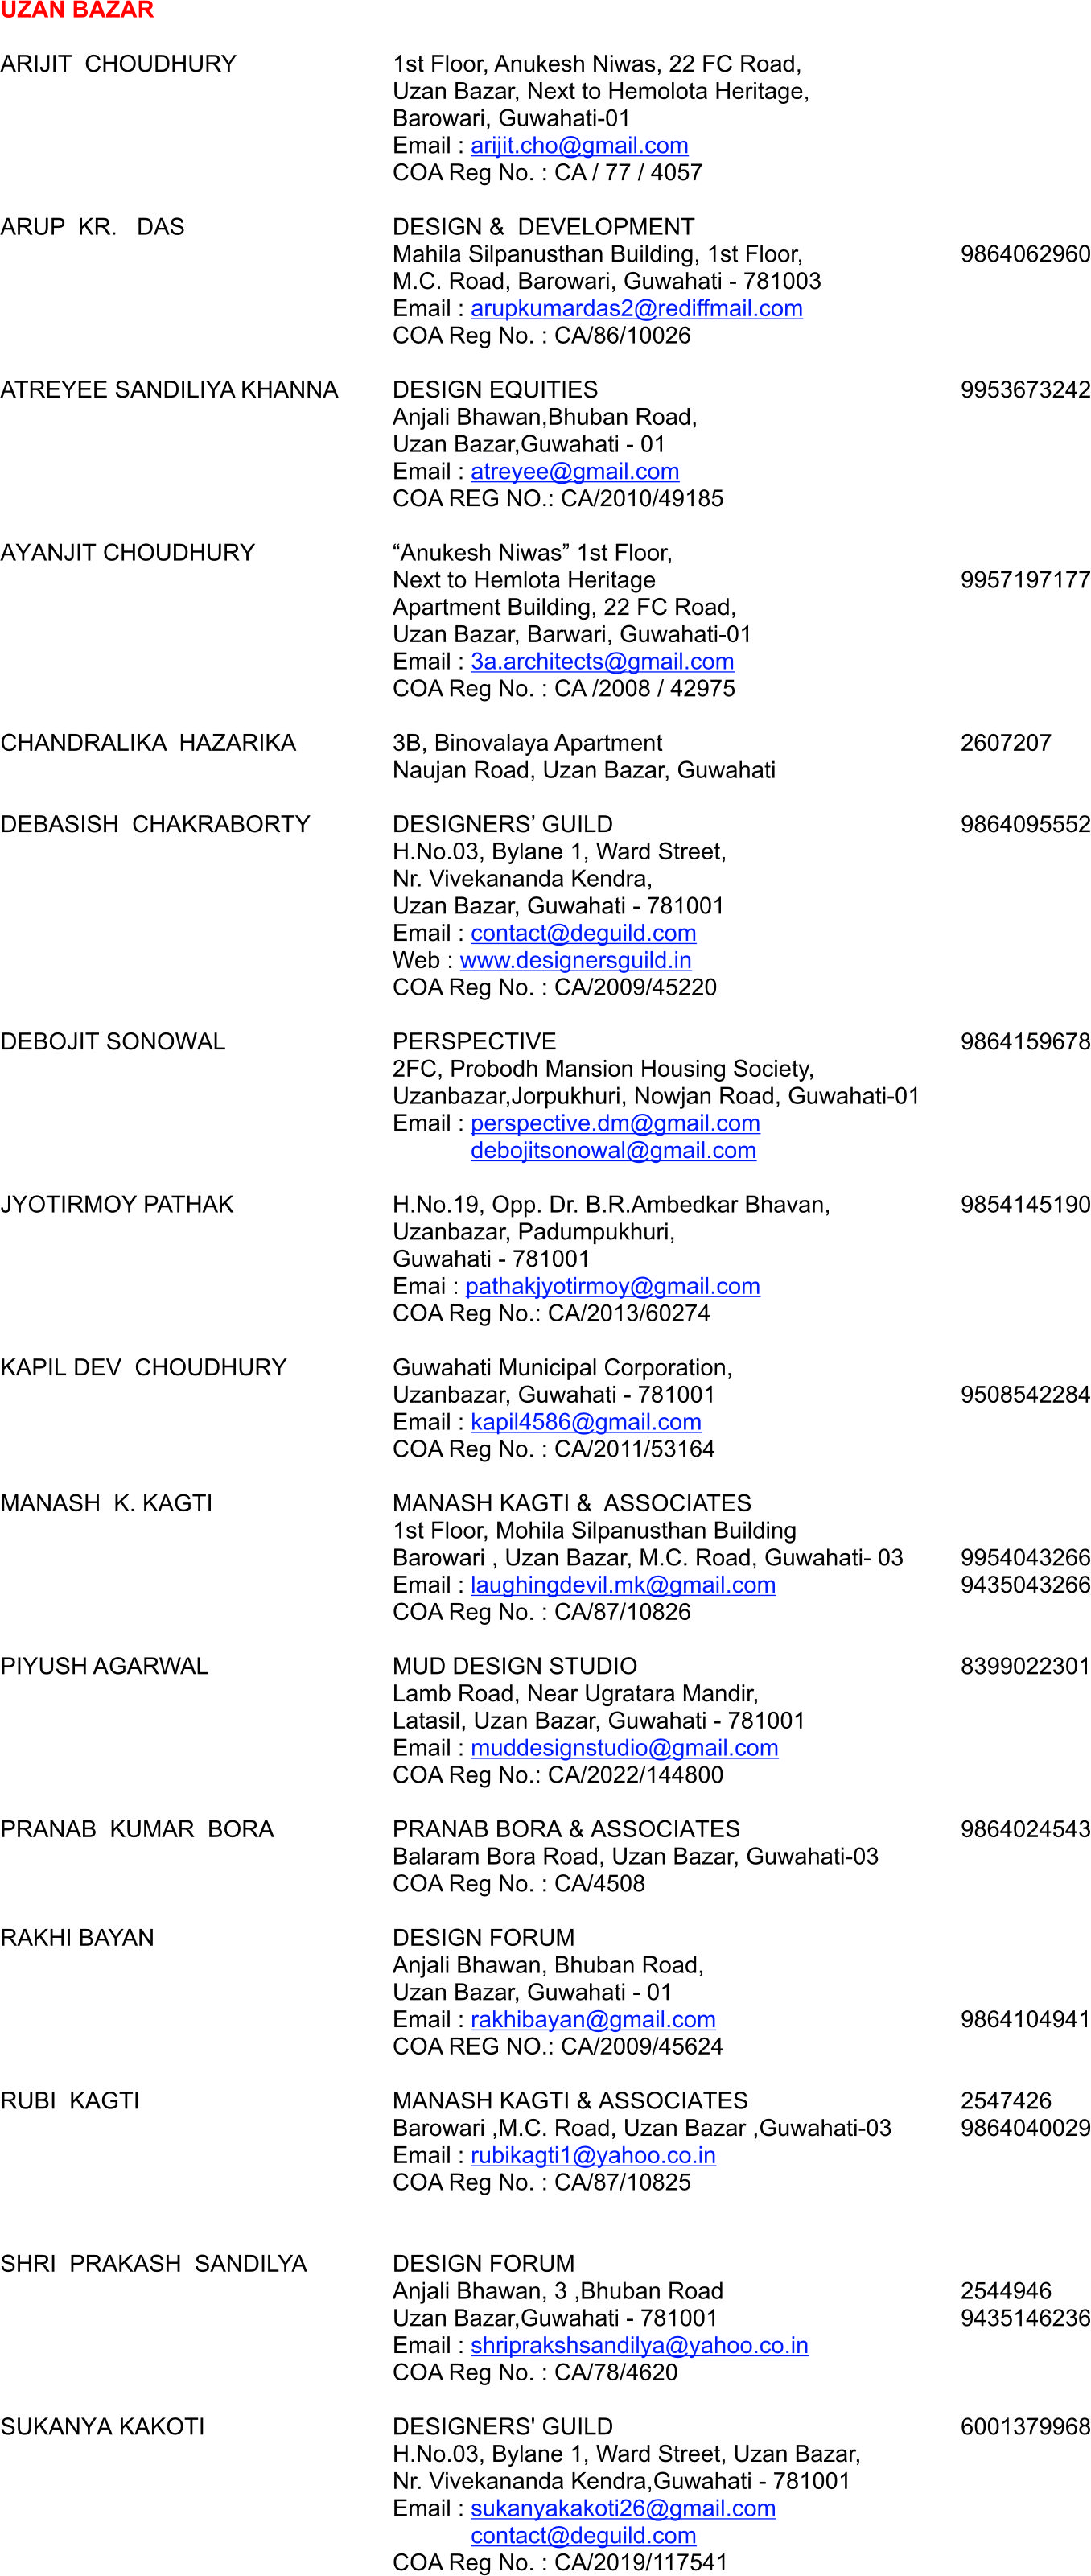 UZAN BAZAR
ARIJIT CHOUDHURY 1st Floor, Anukesh Niwas, 22 FC Road,
Uzan Bazar, Next to Hemolota Heritage,
Barowari, Guwahati-01
Email : arijit.cho@gmail.com
COA Reg No. : CA / 77 / 4057
ARUP KR. DAS DESIGN & DEVELOPMENT
Mahila Silpanusthan Building, 1st Floor, 9864062960
M.C. Road, Barowari, Guwahati - 781003
Email : arupkumardas2@rediffmail.com
COA Reg No. : CA/86/10026
ATREYEE SANDILIYA KHANNA DESIGN EQUITIES 9953673242
Anjali Bhawan,Bhuban Road,
Uzan Bazar,Guwahati - 01
Email : atreyee@gmail.com
COA REG NO.: CA/2010/49185
AYANJIT CHOUDHURY “Anukesh Niwas” 1st Floor,
Next to Hemlota Heritage 9957197177
Apartment Building, 22 FC Road,
Uzan Bazar, Barwari, Guwahati-01
Email : 3a.architects@gmail.com
COA Reg No. : CA /2008 / 42975
CHANDRALIKA HAZARIKA 3B, Binovalaya Apartment 2607207
Naujan Road, Uzan Bazar, Guwahati
DEBASISH CHAKRABORTY DESIGNERS’ GUILD 9864095552
H.No.03, Bylane 1, Ward Street,
Nr. Vivekananda Kendra,
Uzan Bazar, Guwahati - 781001
Email : contact@deguild.com
Web : www.designersguild.in
COA Reg No. : CA/2009/45220
DEBOJIT SONOWAL PERSPECTIVE 9864159678
2FC, Probodh Mansion Housing Society,
Uzanbazar,Jorpukhuri, Nowjan Road, Guwahati-01
Email : perspective.dm@gmail.com
debojitsonowal@gmail.com
JYOTIRMOY PATHAK H.No.19, Opp. Dr. B.R.Ambedkar Bhavan, 9854145190
Uzanbazar, Padumpukhuri,
Guwahati - 781001
Emai : pathakjyotirmoy@gmail.com
COA Reg No.: CA/2013/60274
KAPIL DEV CHOUDHURY Guwahati Municipal Corporation,
Uzanbazar, Guwahati - 781001 9508542284
Email : kapil4586@gmail.com
COA Reg No. : CA/2011/53164
MANASH K. KAGTI MANASH KAGTI & ASSOCIATES
1st Floor, Mohila Silpanusthan Building
Barowari , Uzan Bazar, M.C. Road, Guwahati- 03 9954043266
Email : laughingdevil.mk@gmail.com 9435043266
COA Reg No. : CA/87/10826
PIYUSH AGARWAL MUD DESIGN STUDIO 8399022301
Lamb Road, Near Ugratara Mandir,
Latasil, Uzan Bazar, Guwahati - 781001
Email : muddesignstudio@gmail.com
COA Reg No.: CA/2022/144800
PRANAB KUMAR BORA PRANAB BORA & ASSOCIATES 9864024543
Balaram Bora Road, Uzan Bazar, Guwahati-03
COA Reg No. : CA/4508
RAKHI BAYAN DESIGN FORUM
Anjali Bhawan, Bhuban Road,
Uzan Bazar, Guwahati - 01
Email : rakhibayan@gmail.com 9864104941
COA REG NO.: CA/2009/45624
RUBI KAGTI MANASH KAGTI & ASSOCIATES 2547426
Barowari ,M.C. Road, Uzan Bazar ,Guwahati-03 9864040029
Email : rubikagti1@yahoo.co.in
COA Reg No. : CA/87/10825
SHRI PRAKASH SANDILYA DESIGN FORUM
Anjali Bhawan, 3 ,Bhuban Road 2544946
Uzan Bazar,Guwahati - 781001 9435146236
Email : shriprakshsandilya@yahoo.co.in
COA Reg No. : CA/78/4620
SUKANYA KAKOTI DESIGNERS' GUILD 6001379968
H.No.03, Bylane 1, Ward Street, Uzan Bazar,
Nr. Vivekananda Kendra,Guwahati - 781001
Email : sukanyakakoti26@gmail.com
contact@deguild.com
COA Reg No. : CA/2019/117541